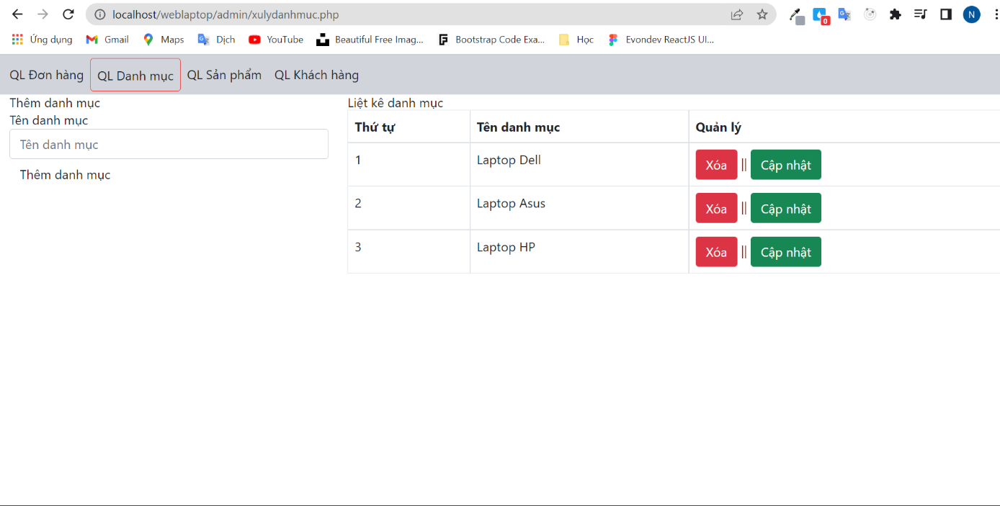 localhost/weblaptop/admin/xulydanhmuc.php
0
N
Ứng dụng Gmail Maps Dịch YouTube Beautiful Free Imag... Bootstrap Code Exa... Học Evondev ReactJS UI...
QL Đơn hàng QL Danh mục QL Sản phẩm QL Khách hàng
Thêm danh mục
Tên danh mục
Tên danh mục
Thêm danh mục
Liệt kê danh mục
Thứ tự Tên danh mục Quản lý
1 Laptop Dell Xóa || Cập nhật
2 Laptop Asus Xóa || Cập nhật
3 Laptop HP Xóa || Cập nhật